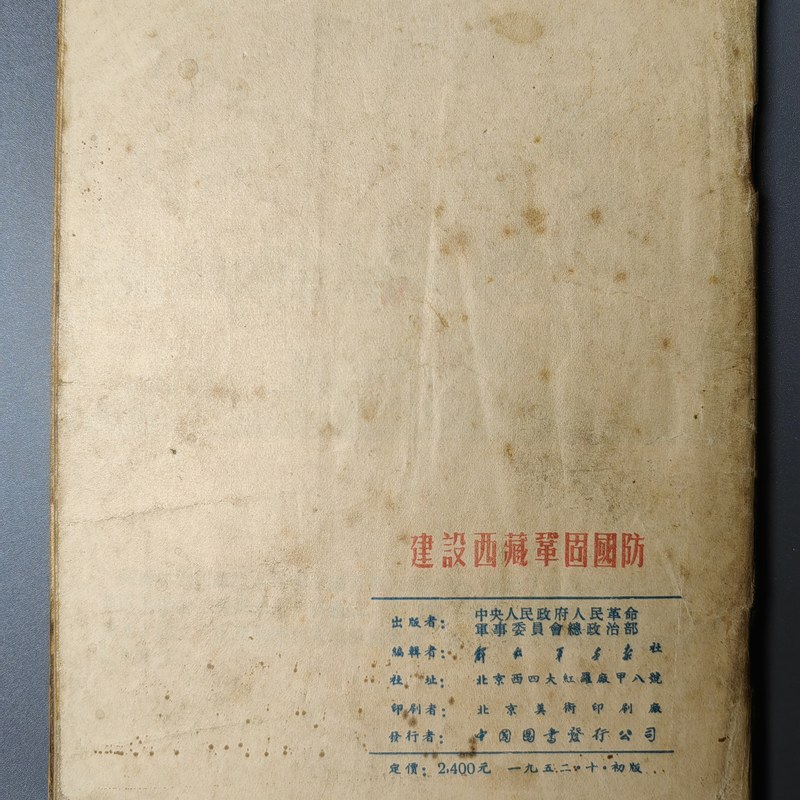 建設西藏鞏固國防
出版者： 中央人民政府人民革命
軍事委員會總政治部
編輯者： 解放軍畫報社
社 址： 北京西四大紅羅廠甲八號
印刷者： 北京美術印刷廠
發行者： 中國圖書發行公司
定價：2,400元 一九五二·十·初版